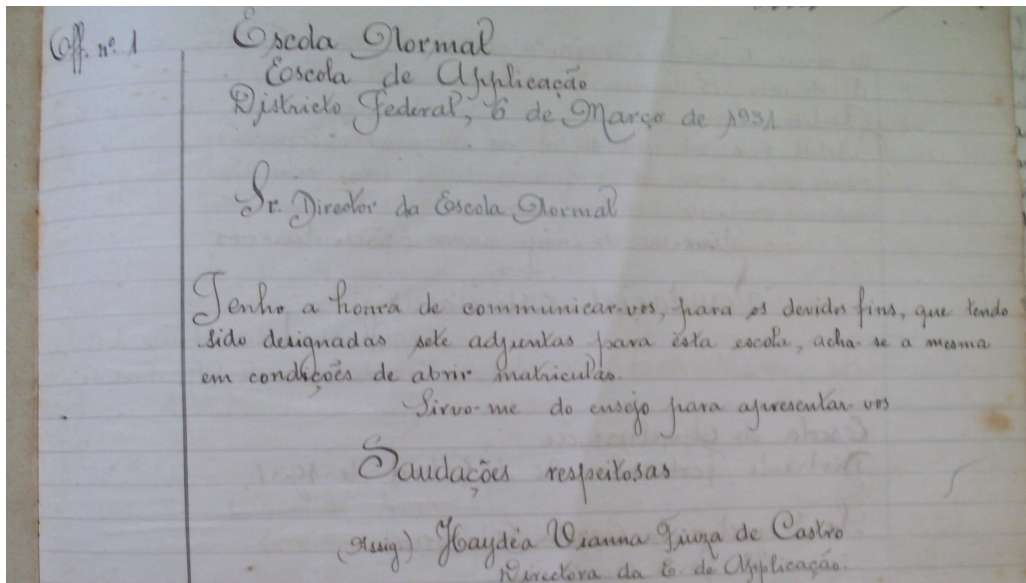 Off. nº 1
Escola Normal
Escola de Applicação
Districto Federal, 6 de Março de 1931
Sr. Director da Escola Normal
Tenho a honra de communicar-vos, para os devidos fins, que tendo
sido designadas sete adjuntas para esta escola, acha-se a mesma
em condições de abrir matriculas.
Sirvo-me do ensejo para apresentar-vos
Saudações respeitosas
(Assig.) Haydéa Vianna Fiuza de Castro
Directora da E. de Applicação.